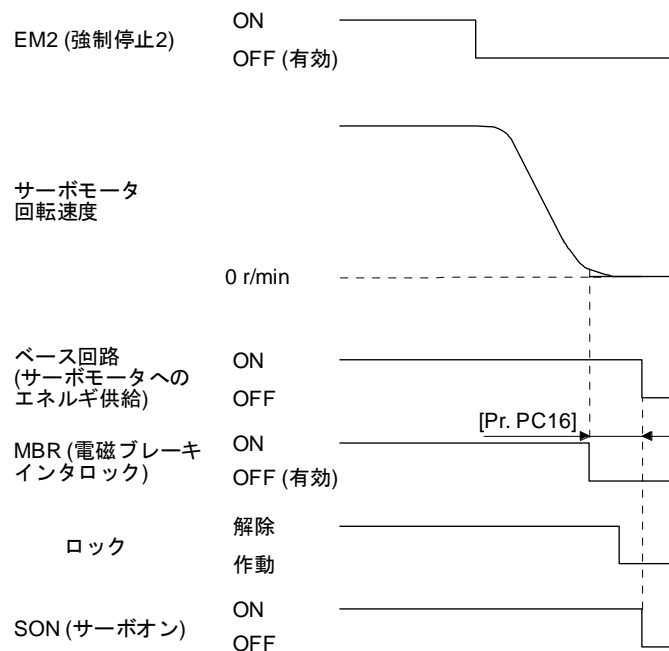 EM2 (強制停止2)
ON
OFF (有効)
サーボモータ
回転速度
0 r/min
ベース回路
(サーボモータへの
エネルギ供給)
ON
OFF
[Pr. PC16]
MBR (電磁ブレーキ
インタロック)
ON
OFF (有効)
ロック
解除
作動
SON (サーボオン)
ON
OFF